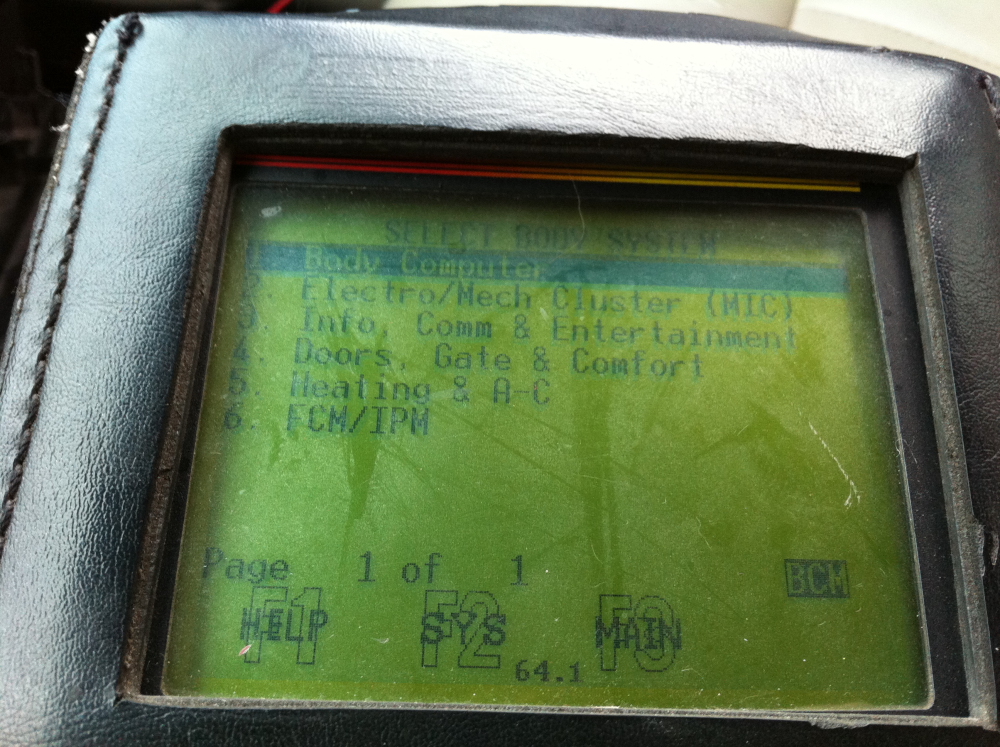 SELECT BODY SYSTEM
1. Body Computer
2. Electro/Mech Cluster (MIC)
3. Info, Comm & Entertainment
4. Doors, Gate & Comfort
5. Heating & A-C
6. FCM/IPM
Page 1 of 1 BCM
F1 HELP F2 SYS F3 MAIN
64.1